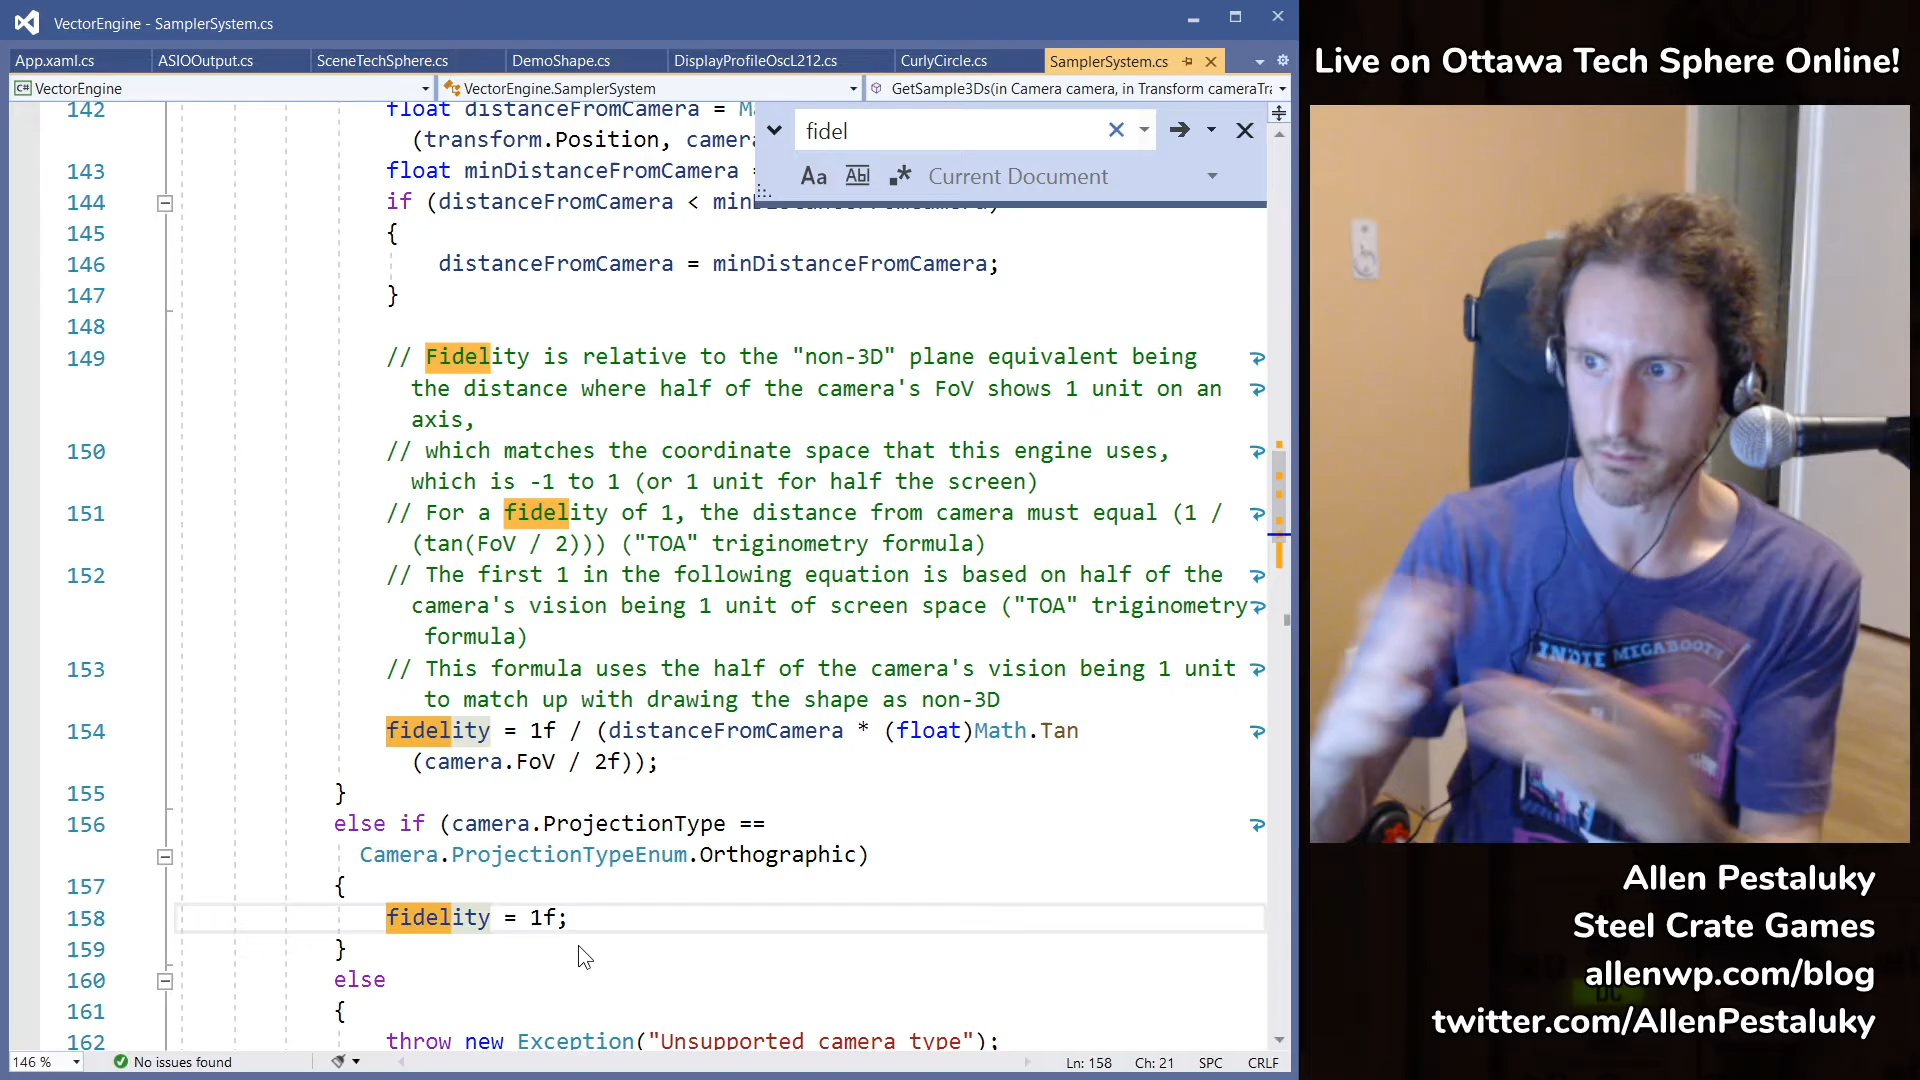 VectorEngine - SamplerSystem.cs
App.xaml.cs
ASIOOutput.cs
SceneTechSphere.cs
DemoShape.cs
DisplayProfileOscL212.cs
CurlyCircle.cs
SamplerSystem.cs
C# VectorEngine
VectorEngine.SamplerSystem
GetSample3Ds(in Camera camera, in Transform cameraTra
fidel
Aa Abl .* Current Document
142 float distanceFromCamera = Ma
(transform.Position, camera
143 float minDistanceFromCamera =
144 if (distanceFromCamera < minDistanceFromCamera)
145 {
146 distanceFromCamera = minDistanceFromCamera;
147 }
148
149 // Fidelity is relative to the "non-3D" plane equivalent being
the distance where half of the camera's FoV shows 1 unit on an
axis,
150 // which matches the coordinate space that this engine uses,
which is -1 to 1 (or 1 unit for half the screen)
151 // For a fidelity of 1, the distance from camera must equal (1 /
(tan(FoV / 2))) ("TOA" triginometry formula)
152 // The first 1 in the following equation is based on half of the
camera's vision being 1 unit of screen space ("TOA" triginometry
formula)
153 // This formula uses the half of the camera's vision being 1 unit
to match up with drawing the shape as non-3D
154 fidelity = 1f / (distanceFromCamera * (float)Math.Tan
(camera.FoV / 2f));
155 }
156 else if (camera.ProjectionType ==
Camera.ProjectionTypeEnum.Orthographic)
157 {
158 fidelity = 1f;
159 }
160 else
161 {
162 throw new Exception("Unsupported camera type");
146 %
No issues found
Ln: 158
Ch: 21
SPC
CRLF
Live on Ottawa Tech Sphere Online!
INDIE MEGABOOTH
Allen Pestaluky
Steel Crate Games
allenwp.com/blog
twitter.com/AllenPestaluky